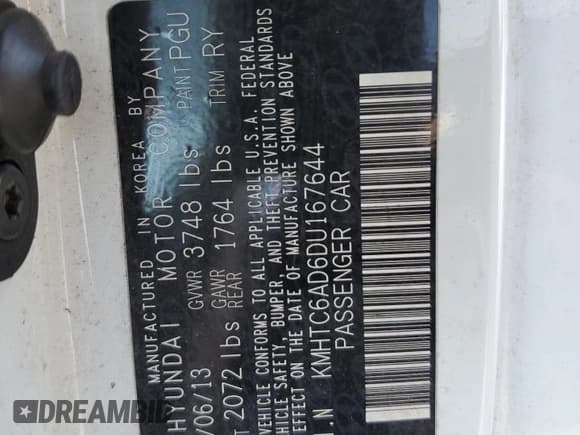 MANUFACTURED IN KOREA BY
HYUNDAI MOTOR COMPANY
/06/13 GVWR 3748 lbs PAINT PGU
GAWR
2072 lbs REAR 1764 lbs TRIM RY
VEHICLE CONFORMS TO ALL APPLICABLE U.S.A. FEDERAL
HICLE SAFETY, BUMPER, AND THEFT PREVENTION STANDARDS
EFFECT ON THE DATE OF MANUFACTURE SHOWN ABOVE
I.N KMHTC6AD6DU167644
PASSENGER CAR
DREAMBID